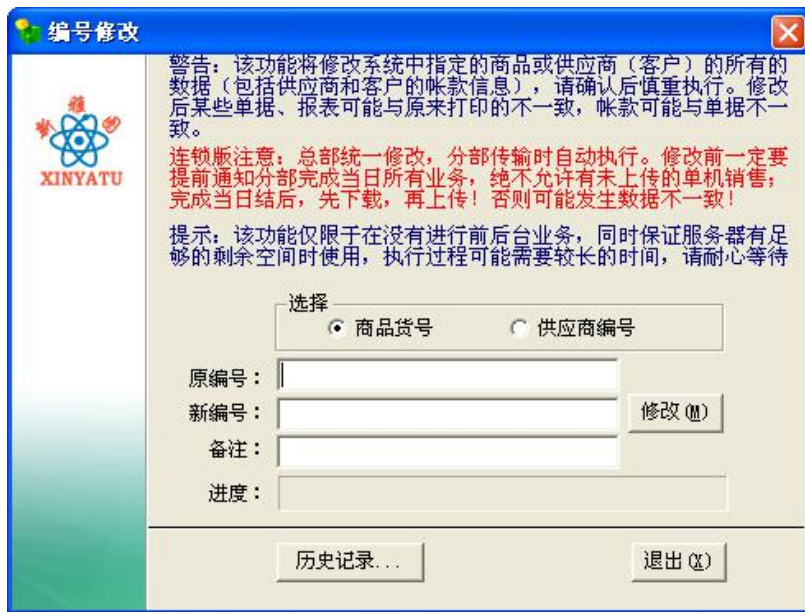 编号修改
警告：该功能将修改系统中指定的商品或供应商（客户）的所有的
数据（包括供应商和客户的帐款信息），请确认后慎重执行。修改
后某些单据、报表可能与原来打印的不一致，帐款可能与单据不一
致。
XINYATU
连锁版注意：总部统一修改，分部传输时自动执行。修改前一定要
提前通知分部完成当日所有业务，绝不允许有未上传的单机销售；
完成当日结后，先下载，再上传！否则可能发生数据不一致！
提示：该功能仅限于在没有进行前后台业务，同时保证服务器有足
够的剩余空间时使用，执行过程可能需要较长的时间，请耐心等待
选择
商品货号 供应商编号
原编号：
新编号： 修改(M)
备注：
进度：
历史记录... 退出(X)